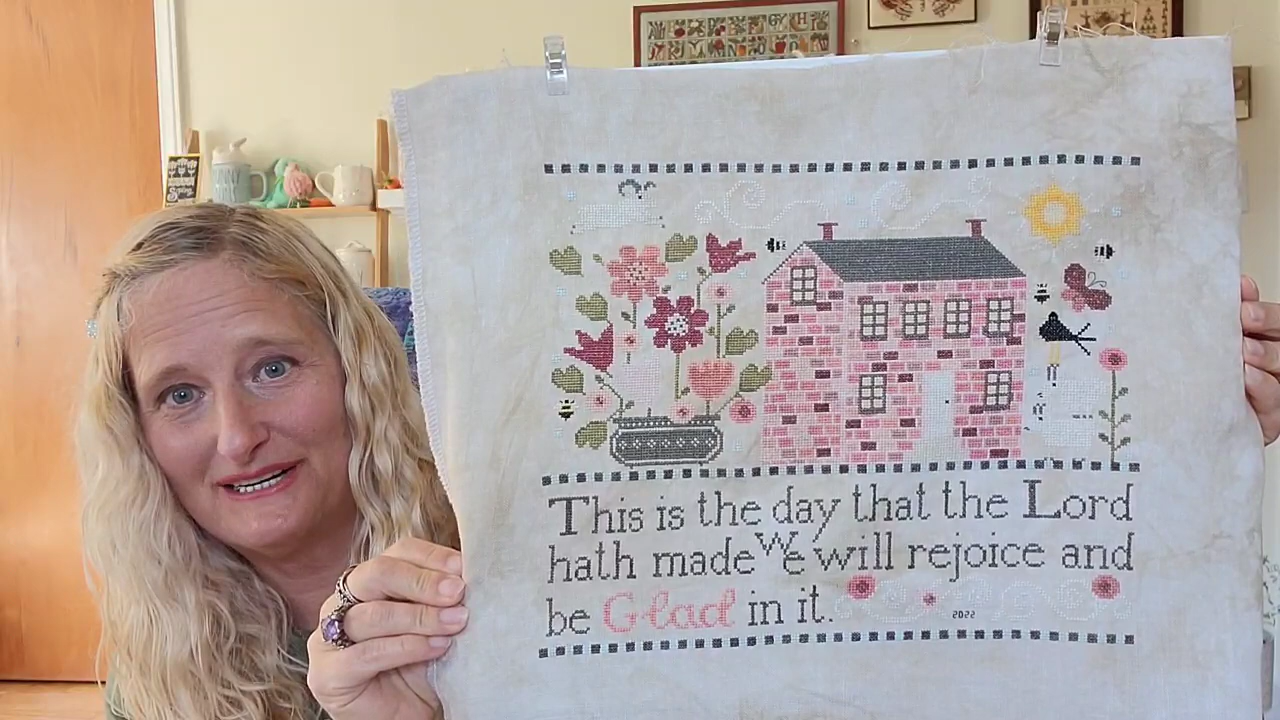 This is the day that the Lord
hath made We will rejoice and
be Glad in it.
2022